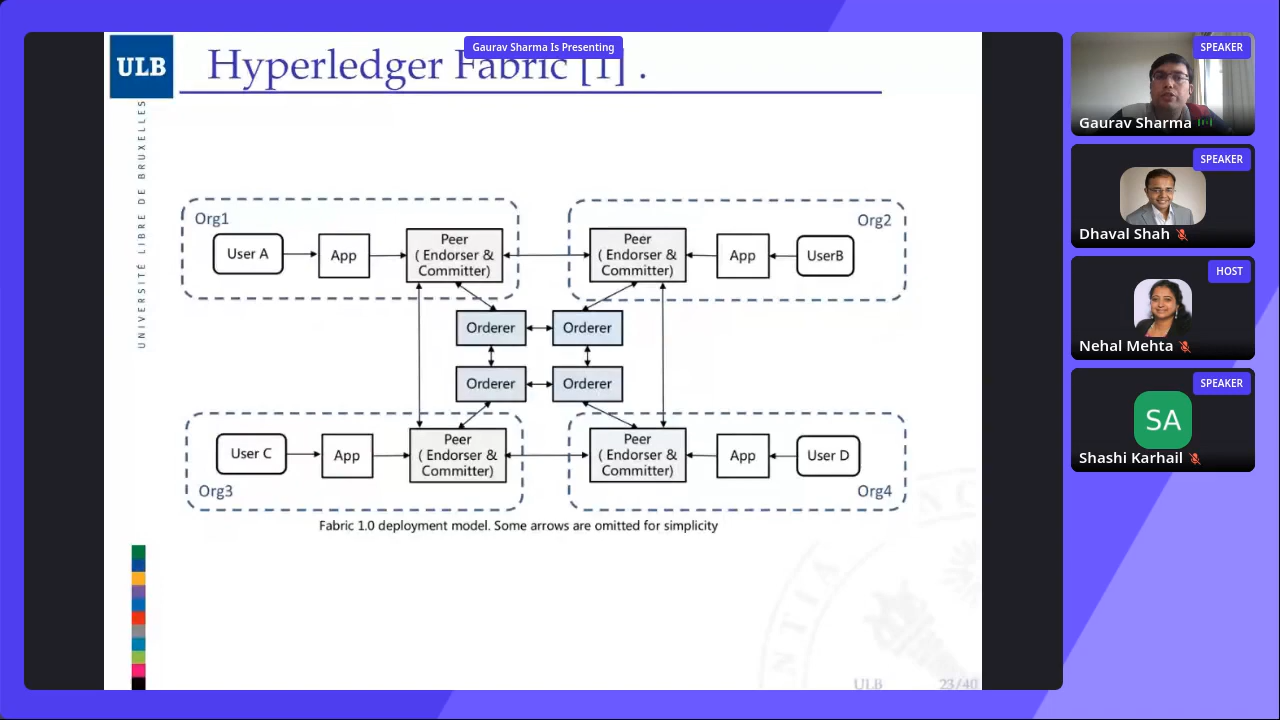 Gaurav Sharma Is Presenting
ULB
Hyperledger Fabric [1] .
UNIVERSITÉ LIBRE DE BRUXELLES
Org1
User A
App
Peer
( Endorser &
Committer)
Org2
Peer
( Endorser &
Committer)
App
UserB
Orderer
Orderer
Orderer
Orderer
User C
App
Peer
( Endorser &
Committer)
Org3
Peer
( Endorser &
Committer)
App
User D
Org4
Fabric 1.0 deployment model. Some arrows are omitted for simplicity
ULB
23/40
SPEAKER
Gaurav Sharma
SPEAKER
Dhaval Shah
HOST
Nehal Mehta
SPEAKER
SA
Shashi Karhail